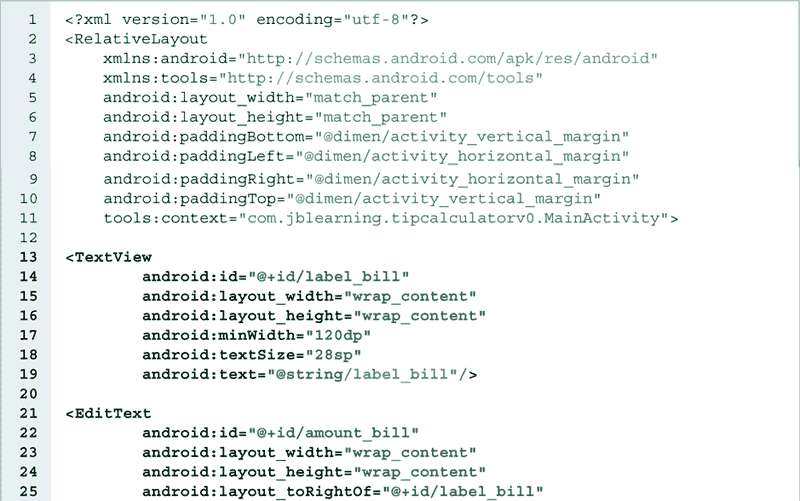 1 <?xml version="1.0" encoding="utf-8"?>
2 <RelativeLayout
3 xmlns:android="http://schemas.android.com/apk/res/android"
4 xmlns:tools="http://schemas.android.com/tools"
5 android:layout_width="match_parent"
6 android:layout_height="match_parent"
7 android:paddingBottom="@dimen/activity_vertical_margin"
8 android:paddingLeft="@dimen/activity_horizontal_margin"
9 android:paddingRight="@dimen/activity_horizontal_margin"
10 android:paddingTop="@dimen/activity_vertical_margin"
11 tools:context="com.jblearning.tipcalculatorv0.MainActivity">
12
13 <TextView
14 android:id="@+id/label_bill"
15 android:layout_width="wrap_content"
16 android:layout_height="wrap_content"
17 android:minWidth="120dp"
18 android:textSize="28sp"
19 android:text="@string/label_bill"/>
20
21 <EditText
22 android:id="@+id/amount_bill"
23 android:layout_width="wrap_content"
24 android:layout_height="wrap_content"
25 android:layout_toRightOf="@+id/label_bill"